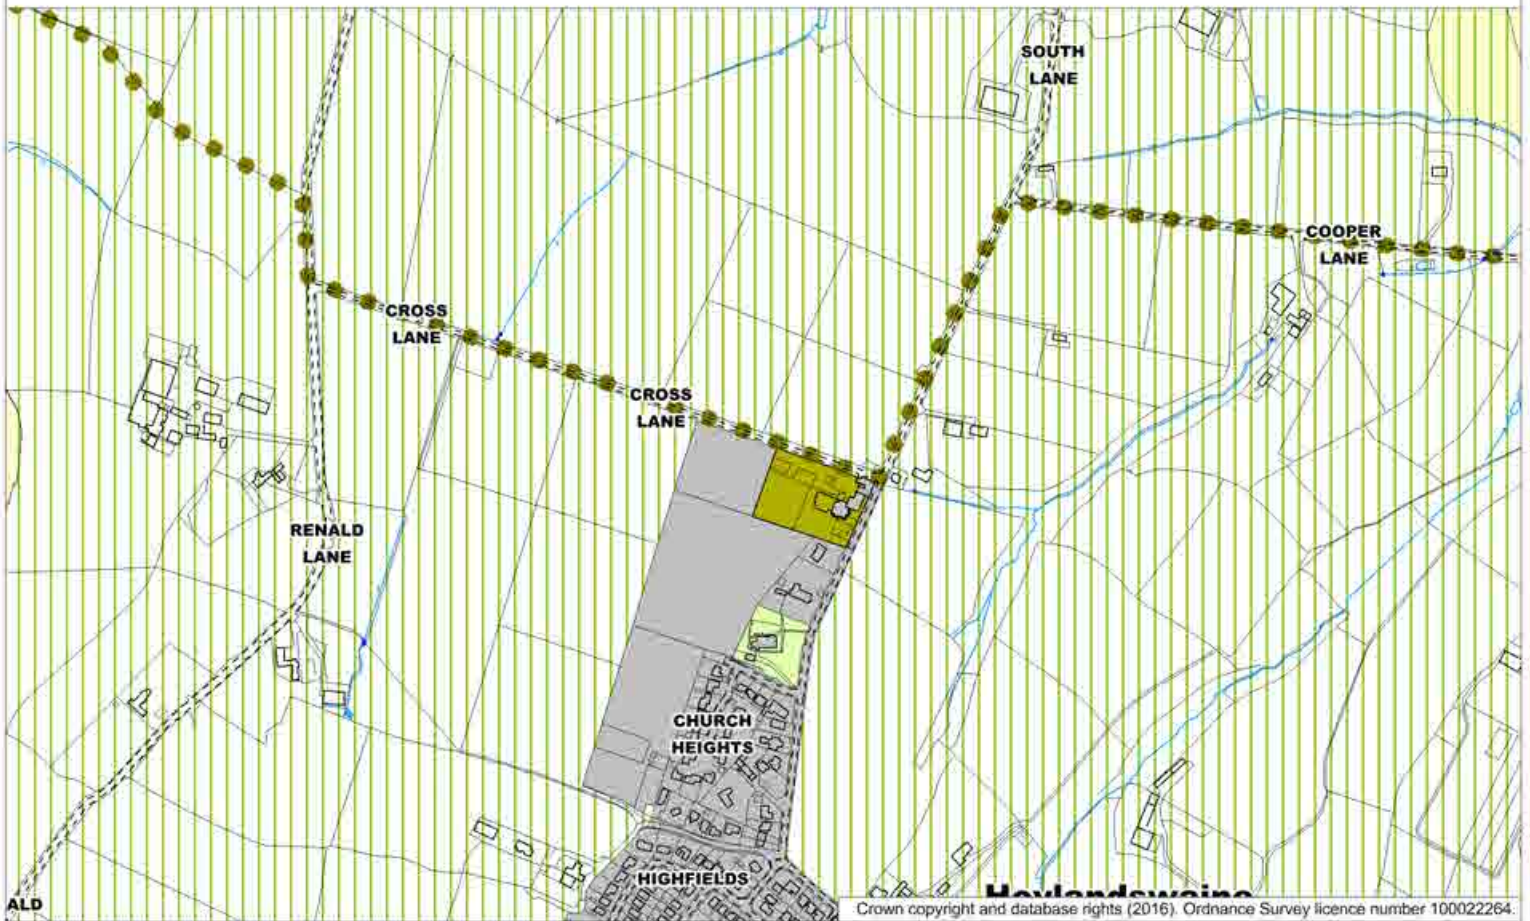 SOUTH
LANE
COOPER
LANE
CROSS
LANE
CROSS
LANE
RENALD
LANE
CHURCH
HEIGHTS
HIGHFIELDS
Hoylandswaine
ALD
Crown copyright and database rights (2016). Ordnance Survey licence number 100022264.